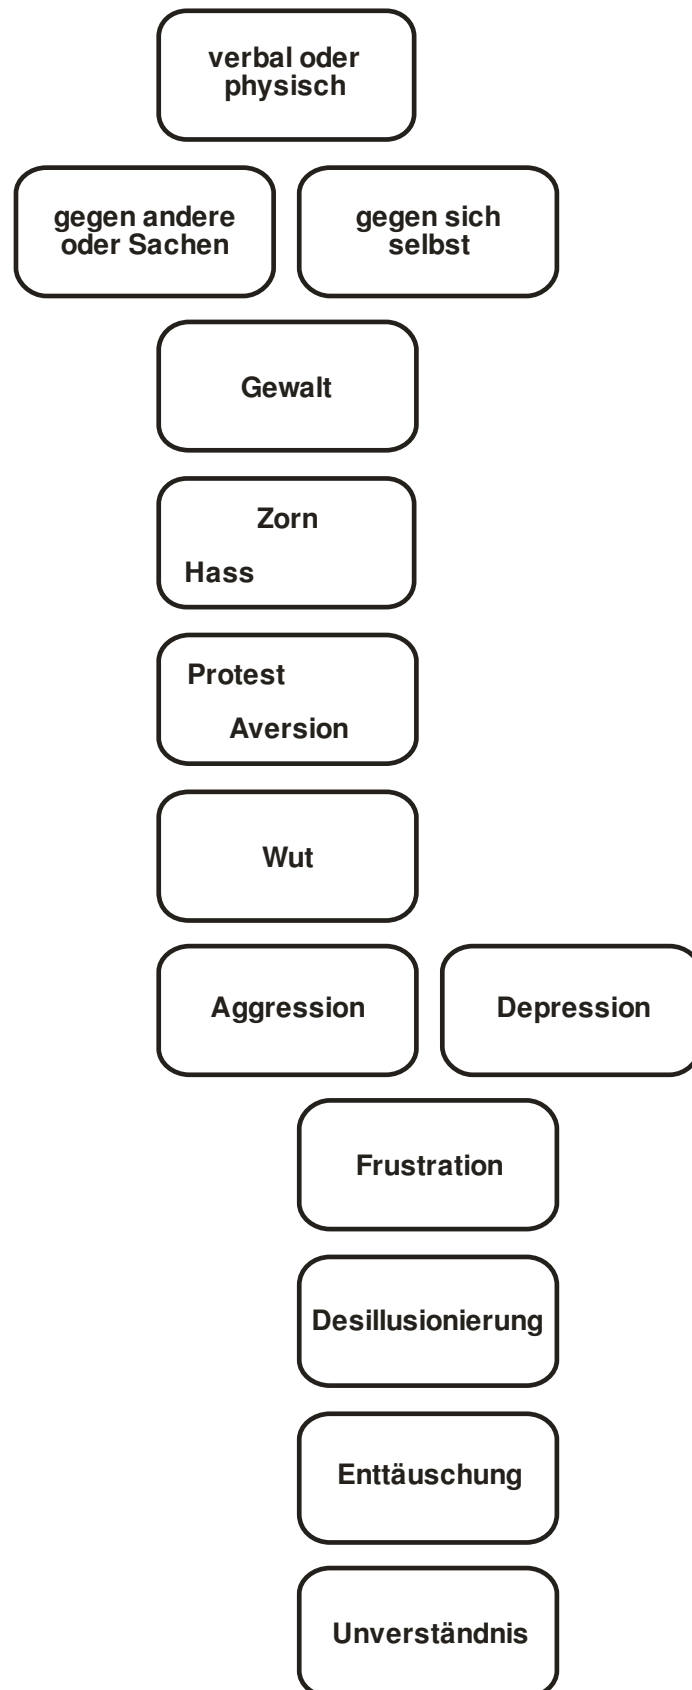 verbal oder
physisch
gegen andere
oder Sachen
gegen sich
selbst
Gewalt
Zorn
Hass
Protest
Aversion
Wut
Aggression
Depression
Frustration
Desillusionierung
Enttäuschung
Unverständnis